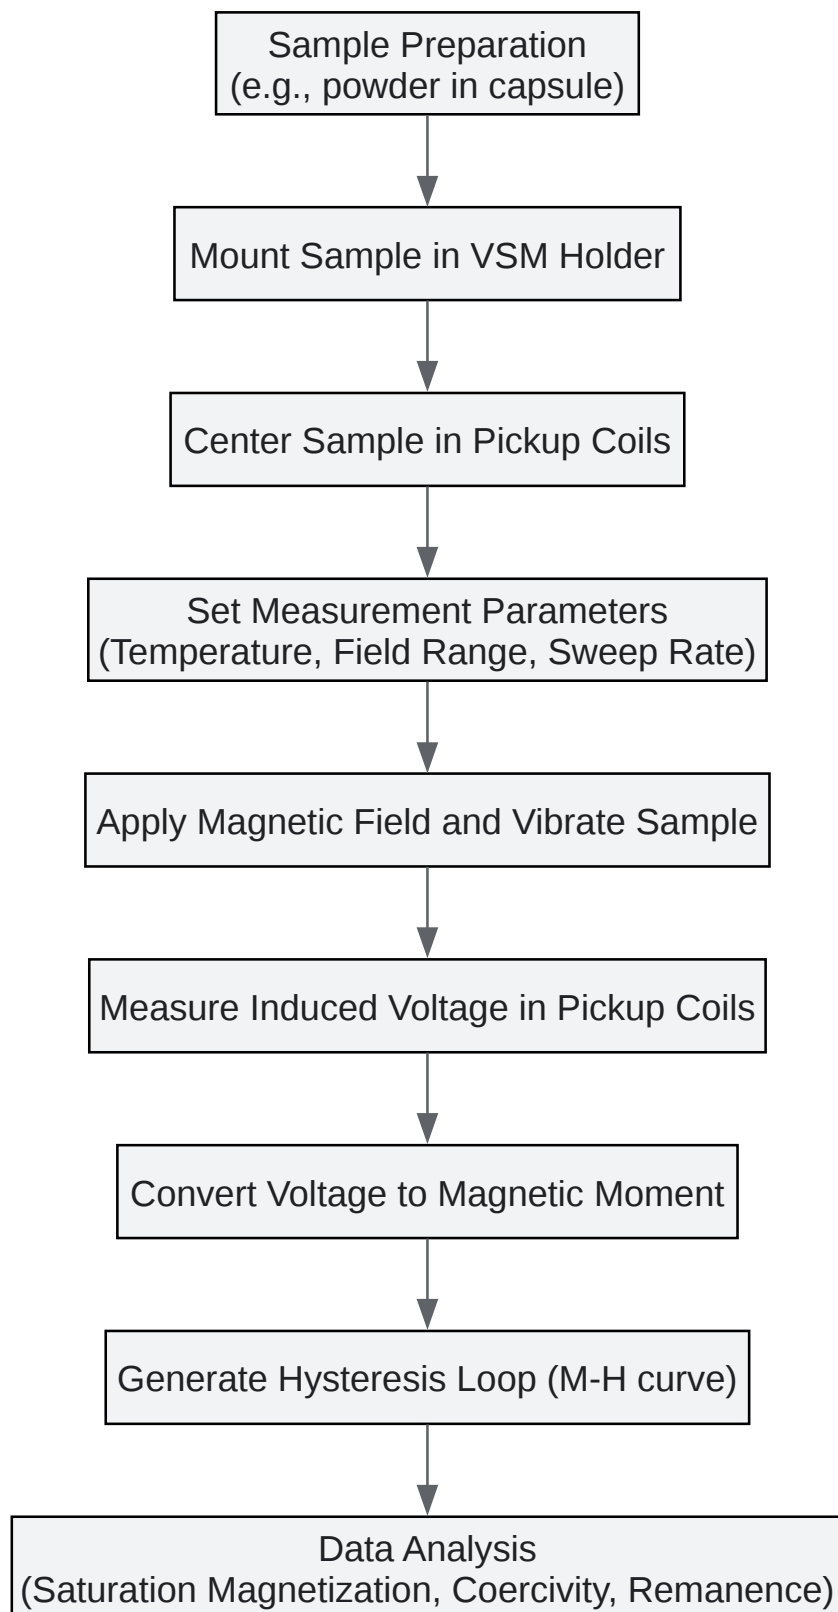 Sample Preparation
(e.g., powder in capsule)
Mount Sample in VSM Holder
Center Sample in Pickup Coils
Set Measurement Parameters
(Temperature, Field Range, Sweep Rate)
Apply Magnetic Field and Vibrate Sample
Measure Induced Voltage in Pickup Coils
Convert Voltage to Magnetic Moment
Generate Hysteresis Loop (M-H curve)
Data Analysis
(Saturation Magnetization, Coercivity, Remanence)